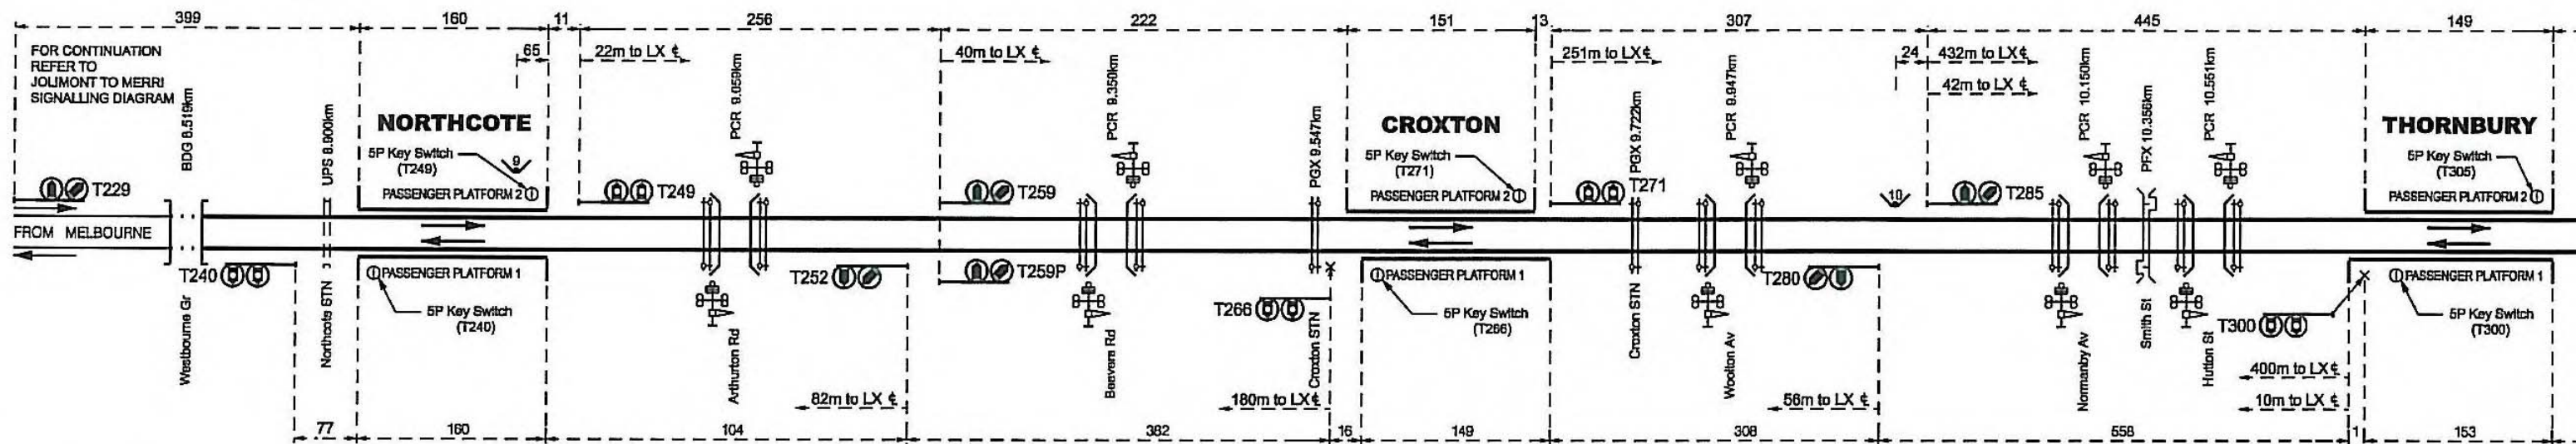 399
160
11
256
222
151
13
307
445
149
FOR CONTINUATION
REFER TO
JOLIMONT TO MERRI
SIGNALLING DIAGRAM
65
22m to LX ℄
40m to LX ℄
251m to LX ℄
24
432m to LX ℄
42m to LX ℄
BDG 8.519km
UPS 8.900km
PCR 9.059km
PCR 9.350km
PGX 9.547km
PGX 9.722km
PCR 9.947km
PCR 10.150km
PFX 10.356km
PCR 10.551km
NORTHCOTE
CROXTON
THORNBURY
5P Key Switch
(T249)
9
5P Key Switch
(T271)
5P Key Switch
(T305)
T229
PASSENGER PLATFORM 2
T249
T259
PASSENGER PLATFORM 2
T271
10
T285
PASSENGER PLATFORM 2
FROM MELBOURNE
T240
PASSENGER PLATFORM 1
T252
T259P
PASSENGER PLATFORM 1
T280
PASSENGER PLATFORM 1
5P Key Switch
(T240)
T266
5P Key Switch
(T266)
T300
5P Key Switch
(T300)
Westbourne Gr
Northcote STN
Arthurton Rd
Beavers Rd
Croxton STN
Croxton STN
Woolton Av
Normanby Av
Smith St
Hutton St
82m to LX ℄
180m to LX ℄
56m to LX ℄
400m to LX ℄
10m to LX ℄
77
160
104
382
16
149
308
558
1
153